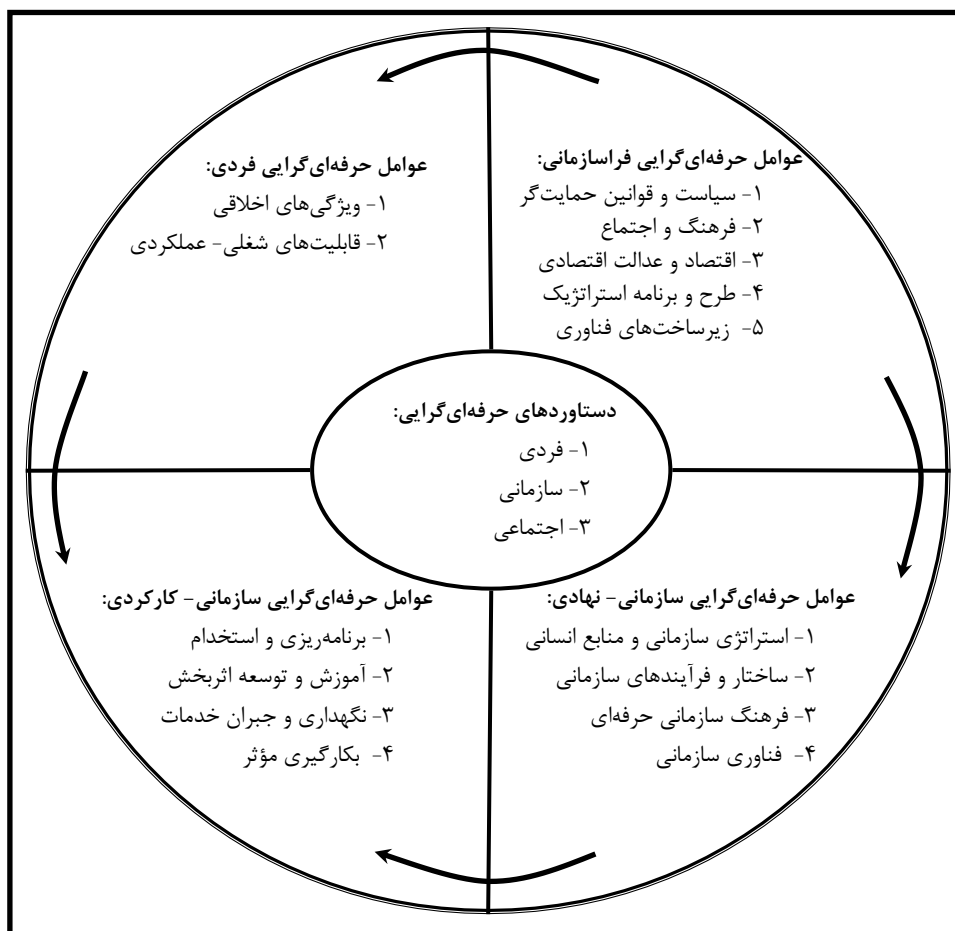 عوامل حرفه‌ای‌گرایی فراسازمانی:
۱- سیاست و قوانین حمایت‌گر
۲- فرهنگ و اجتماع
۳- اقتصاد و عدالت اقتصادی
۴- طرح و برنامه استراتژیک
۵- زیرساخت‌های فناوری
عوامل حرفه‌ای‌گرایی فردی:
۱- ویژگی‌های اخلاقی
۲- قابلیت‌های شغلی- عملکردی
دستاوردهای حرفه‌ای‌گرایی:
۱- فردی
۲- سازمانی
۳- اجتماعی
عوامل حرفه‌ای‌گرایی سازمانی- نهادی:
۱- استراتژی سازمانی و منابع انسانی
۲- ساختار و فرآیندهای سازمانی
۳- فرهنگ سازمانی حرفه‌ای
۴- فناوری سازمانی
عوامل حرفه‌ای‌گرایی سازمانی- کارکردی:
۱- برنامه‌ریزی و استخدام
۲- آموزش و توسعه اثربخش
۳- نگهداری و جبران خدمات
۴- بکارگیری مؤثر